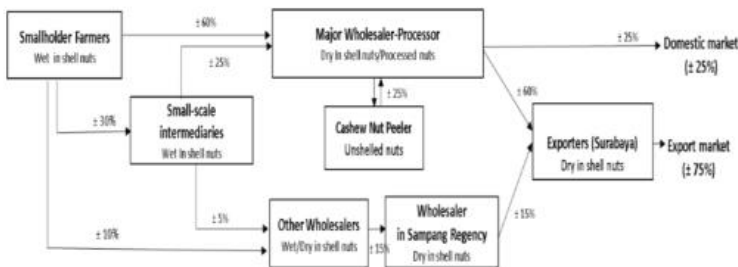 ± 60%
Smallholder Farmers
Wet in shell nuts
Major Wholesaler-Processor
Dry In shell nuts/Processed nuts
± 25%
Domestic market
(± 25%)
± 25%
± 30%
Small-scale
intermediaries
Wet In shell nuts
± 25%
Cashew Nut Peeler
Unshelled nuts
± 60%
Exporters (Surabaya)
Dry in shell nuts
Export market
(± 75%)
± 5%
± 10%
Other Wholesalers
Wet/Dry in shell nuts
± 15%
Wholesaler
in Sampang Regency
Dry in shell nuts
± 15%